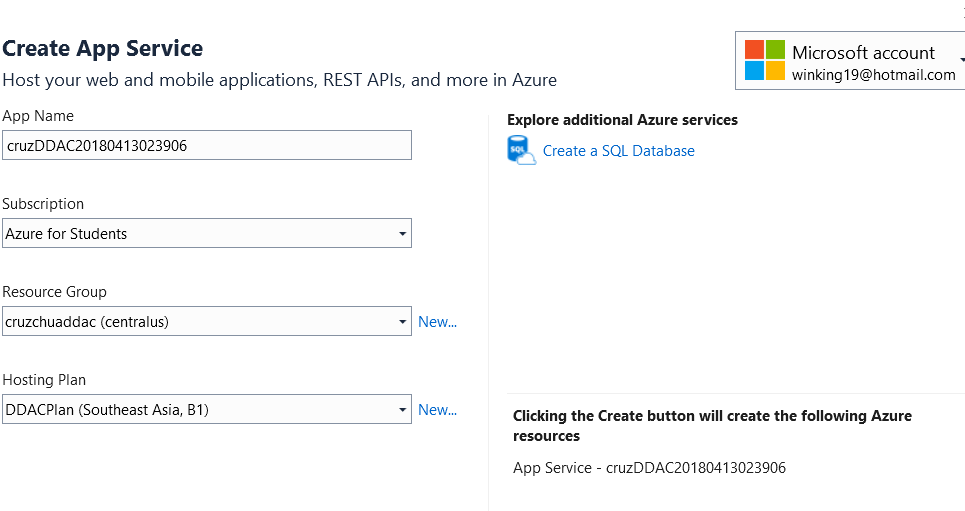 Create App Service
Host your web and mobile applications, REST APIs, and more in Azure
Microsoft account
winking19@hotmail.com
App Name
cruzDDAC20180413023906
Subscription
Azure for Students
Resource Group
cruzchuaddac (centralus)
New...
Hosting Plan
DDACPlan (Southeast Asia, B1)
New...
Explore additional Azure services
SQL
Create a SQL Database
Clicking the Create button will create the following Azure
resources
App Service - cruzDDAC20180413023906